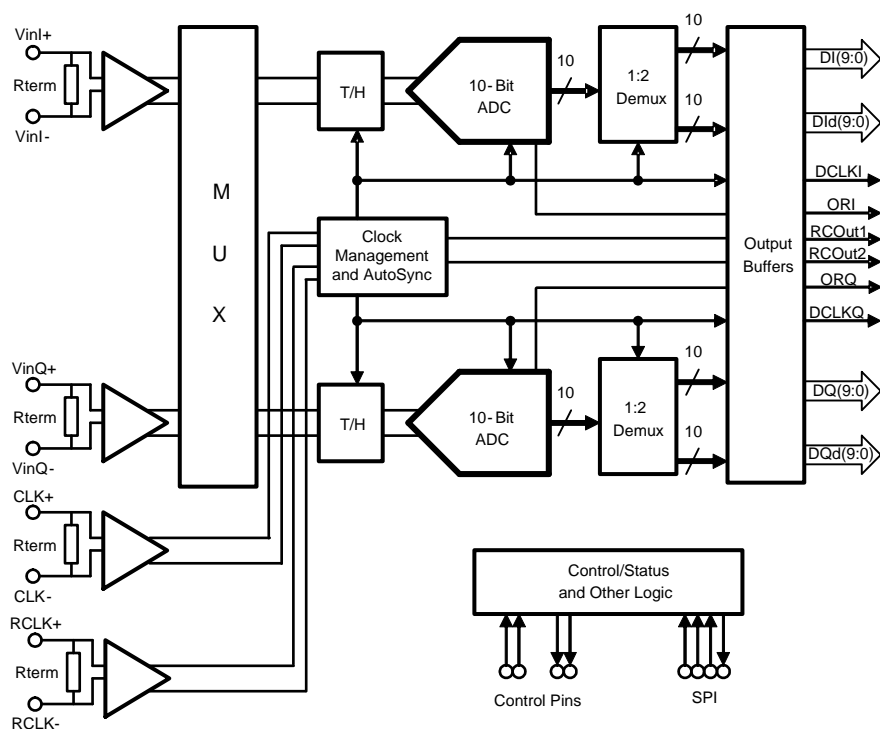 VinI+
Rterm
VinI-
M
U
X
T/H
10-Bit
ADC
10
1:2
Demux
10
10
Output
Buffers
DI(9:0)
DId(9:0)
DCLKI
ORI
RCOut1
RCOut2
ORQ
DCLKQ
DQ(9:0)
DQd(9:0)
Clock
Management
and AutoSync
VinQ+
Rterm
VinQ-
T/H
10-Bit
ADC
10
1:2
Demux
10
10
CLK+
Rterm
CLK-
RCLK+
Rterm
RCLK-
Control/Status
and Other Logic
Control Pins
SPI